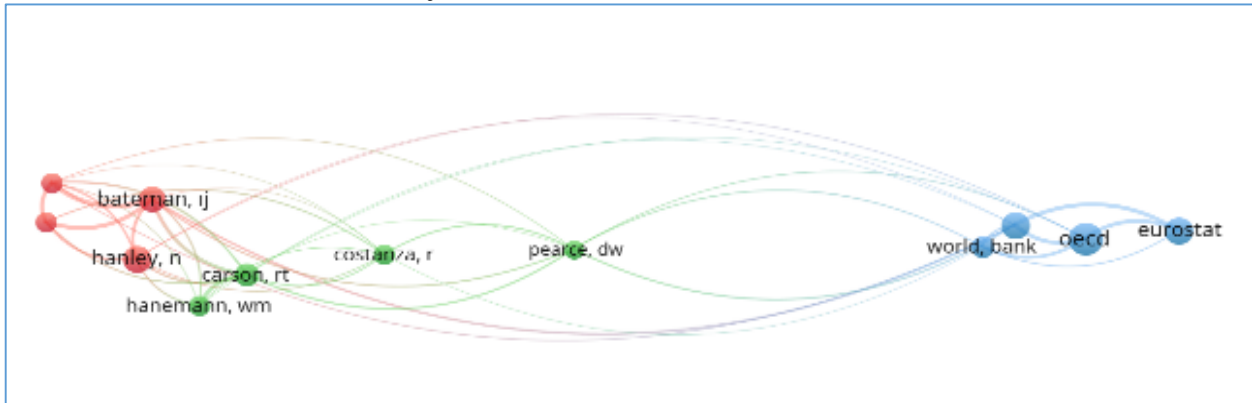 bateman, ij
hanley, n
carson, rt
hanemann, wm
costanza, r
pearce, dw
world, bank
oecd
eurostat